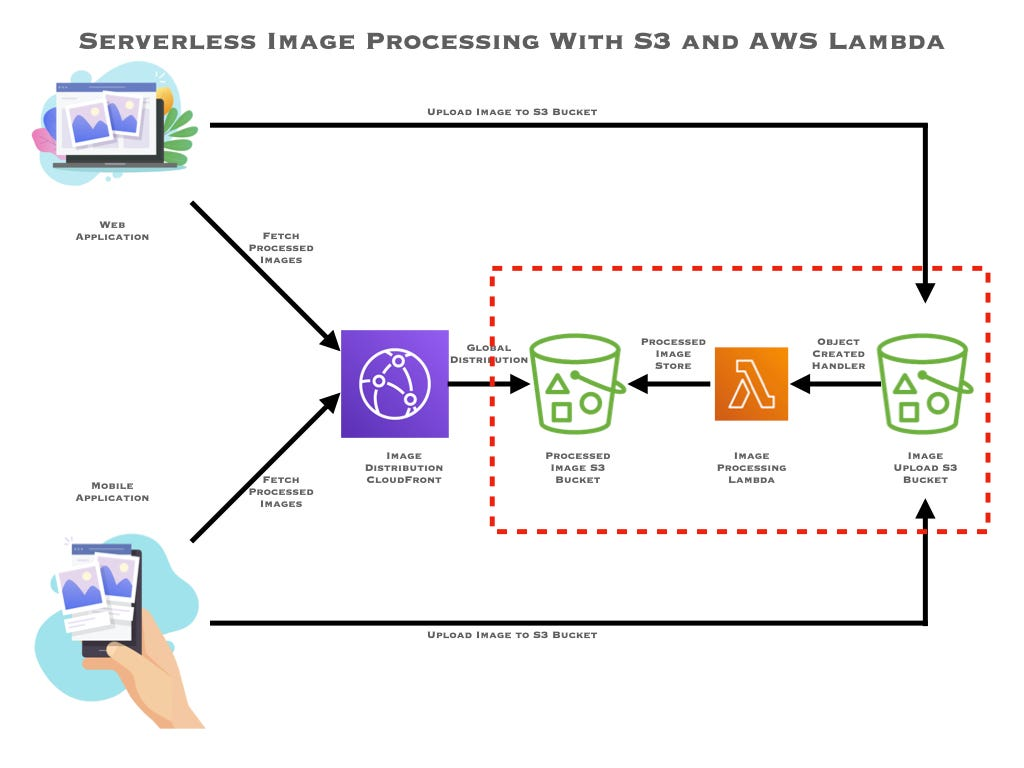 Serverless Image Processing With S3 and AWS Lambda
Upload Image to S3 Bucket
Web
Application
Fetch
Processed
Images
Global
Distribution
Processed
Image
Store
Object
Created
Handler
Image
Distribution
CloudFront
Processed
Image S3
Bucket
Image
Processing
Lambda
Image
Upload S3
Bucket
Mobile
Application
Fetch
Processed
Images
Upload Image to S3 Bucket